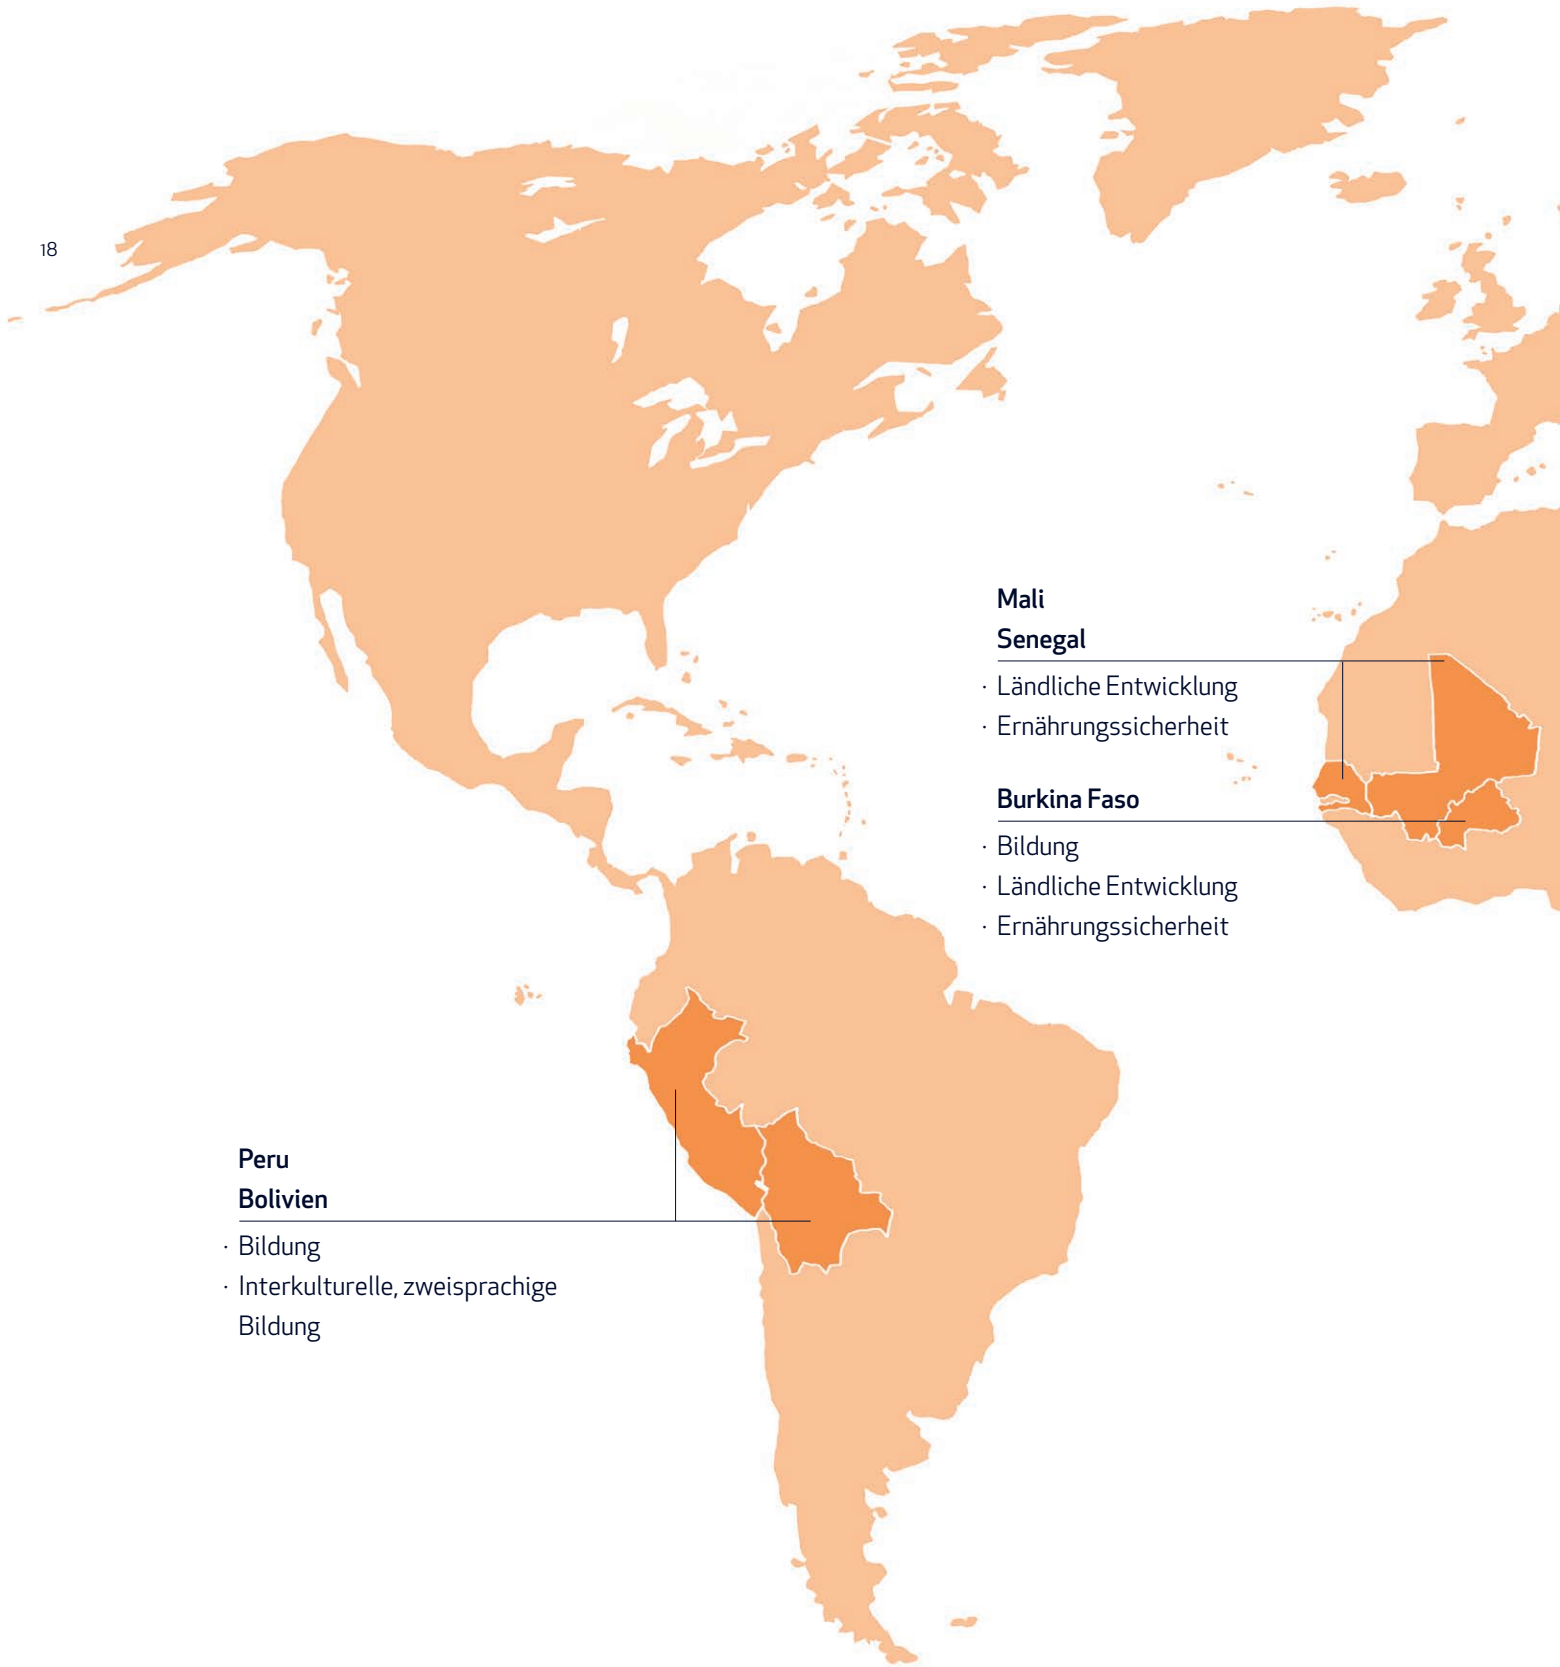 18
Mali
Senegal
· Ländliche Entwicklung
· Ernährungssicherheit
Burkina Faso
· Bildung
· Ländliche Entwicklung
· Ernährungssicherheit
Peru
Bolivien
· Bildung
· Interkulturelle, zweisprachige
Bildung